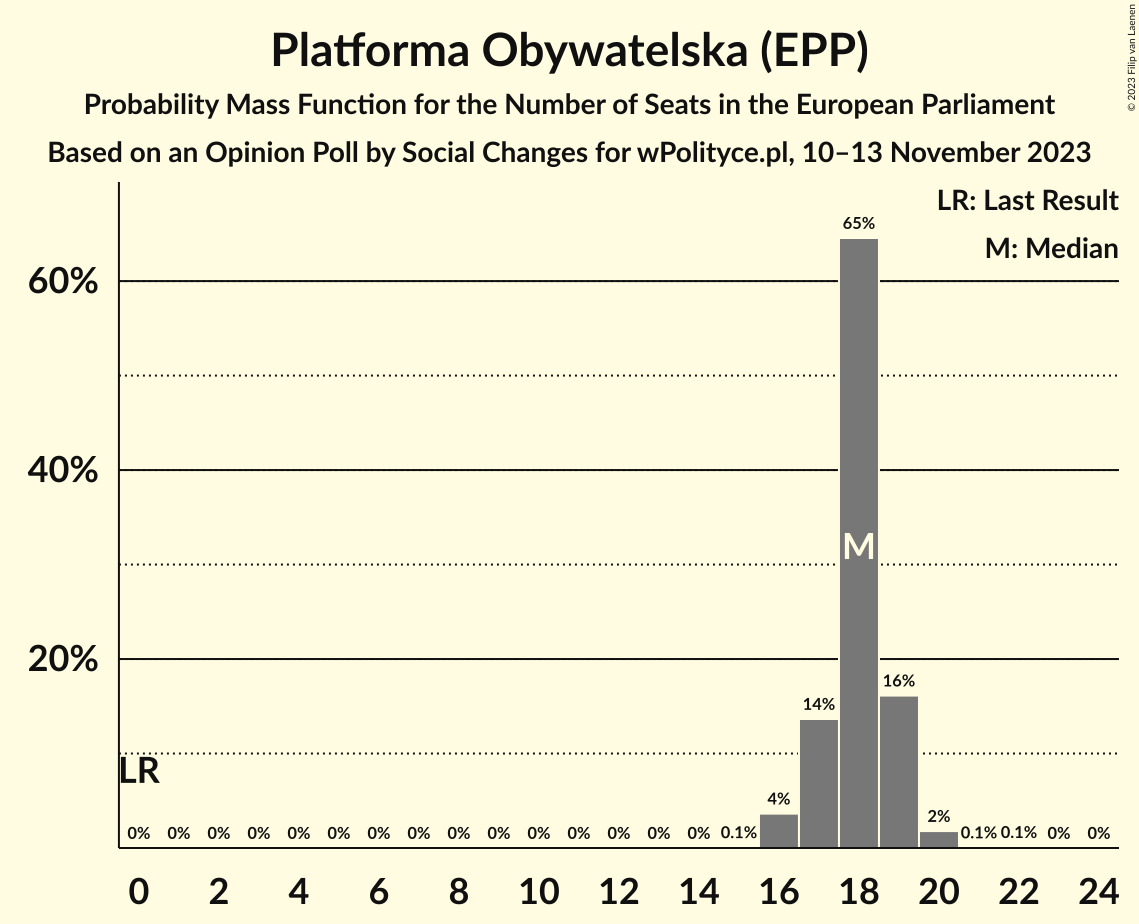 Platforma Obywatelska (EPP)
Probability Mass Function for the Number of Seats in the European Parliament
Based on an Opinion Poll by Social Changes for wPolityce.pl, 10–13 November 2023
© 2023 Filip van Laenen
LR: Last Result
M: Median
65%
60%
40%
M
20%
16%
14%
LR
4%
2%
0% 0% 0% 0% 0% 0% 0% 0% 0% 0% 0% 0% 0% 0% 0% 0.1% 0.1% 0.1% 0% 0%
0 2 4 6 8 10 12 14 16 18 20 22 24